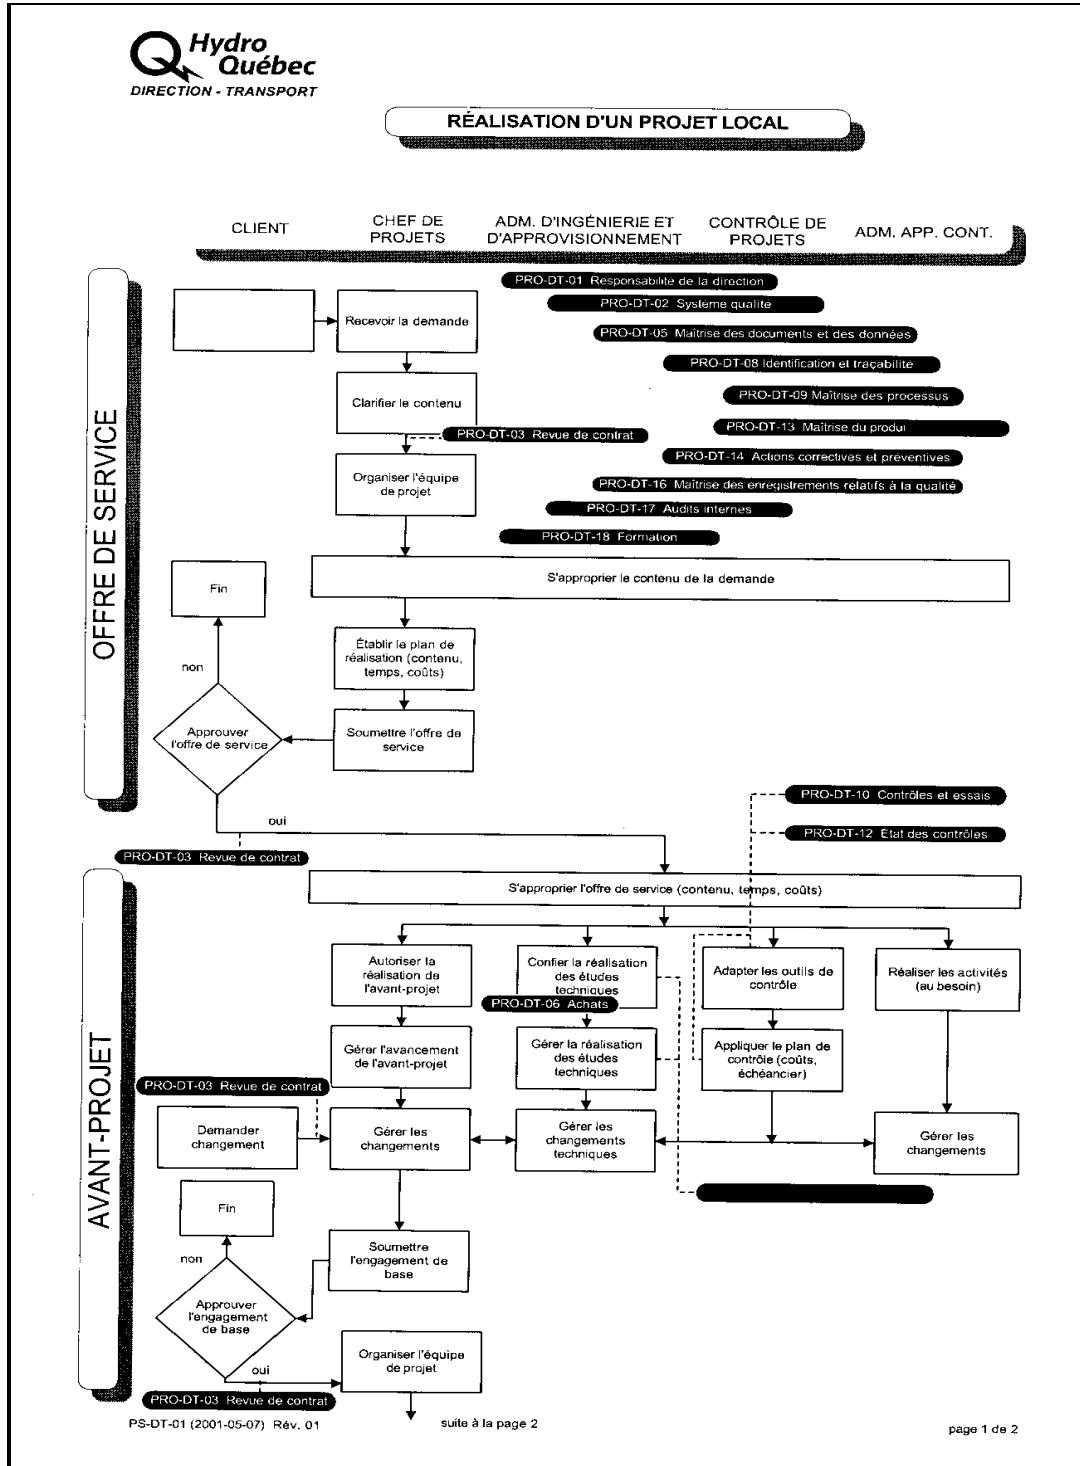 Hydro
Québec
DIRECTION - TRANSPORT
RÉALISATION D'UN PROJET LOCAL
CLIENT
CHEF DE
PROJETS
ADM. D'INGÉNIERIE ET
D'APPROVISIONNEMENT
CONTRÔLE DE
PROJETS
ADM. APP. CONT.
OFFRE DE SERVICE
PRO-DT-01 Responsabilité de la direction
PRO-DT-02 Système qualité
Recevoir la demande
PRO-DT-05 Maîtrise des documents et des données
PRO-DT-08 Identification et traçabilité
Clarifier le contenu
PRO-DT-09 Maîtrise des processus
PRO-DT-03 Revue de contrat
PRO-DT-13 Maîtrise du produi
PRO-DT-14 Actions correctives et préventives
Organiser l'équipe
de projet
PRO-DT-16 Maîtrise des enregistrements relatifs à la qualité
PRO-DT-17 Audits internes
PRO-DT-18 Formation
S'approprier le contenu de la demande
Fin
Établir le plan de
réalisation (contenu,
temps, coûts)
non
Approuver
l'offre de service
Soumettre l'offre de
service
PRO-DT-10 Contrôles et essais
oui
PRO-DT-12 État des contrôles
PRO-DT-03 Revue de contrat
AVANT-PROJET
S'approprier l'offre de service (contenu, temps, coûts)
Autoriser la
réalisation de
l'avant-projet
Confier la réalisation
des études
techniques
Adapter les outils de
contrôle
Réaliser les activités
(au besoin)
PRO-DT-06 Achats
Gérer l'avancement
de l'avant-projet
Gérer la réalisation
des études
techniques
Appliquer le plan de
contrôle (coûts,
échéancier)
PRO-DT-03 Revue de contrat
Demander
changement
Gérer les
changements
Gérer les
changements
techniques
Gérer les
changements
Fin
non
Soumettre
l'engagement de
base
Approuver
l'engagement
de base
Organiser l'équipe
de projet
oui
PRO-DT-03 Revue de contrat
PS-DT-01 (2001-05-07) Rév. 01
suite à la page 2
page 1 de 2